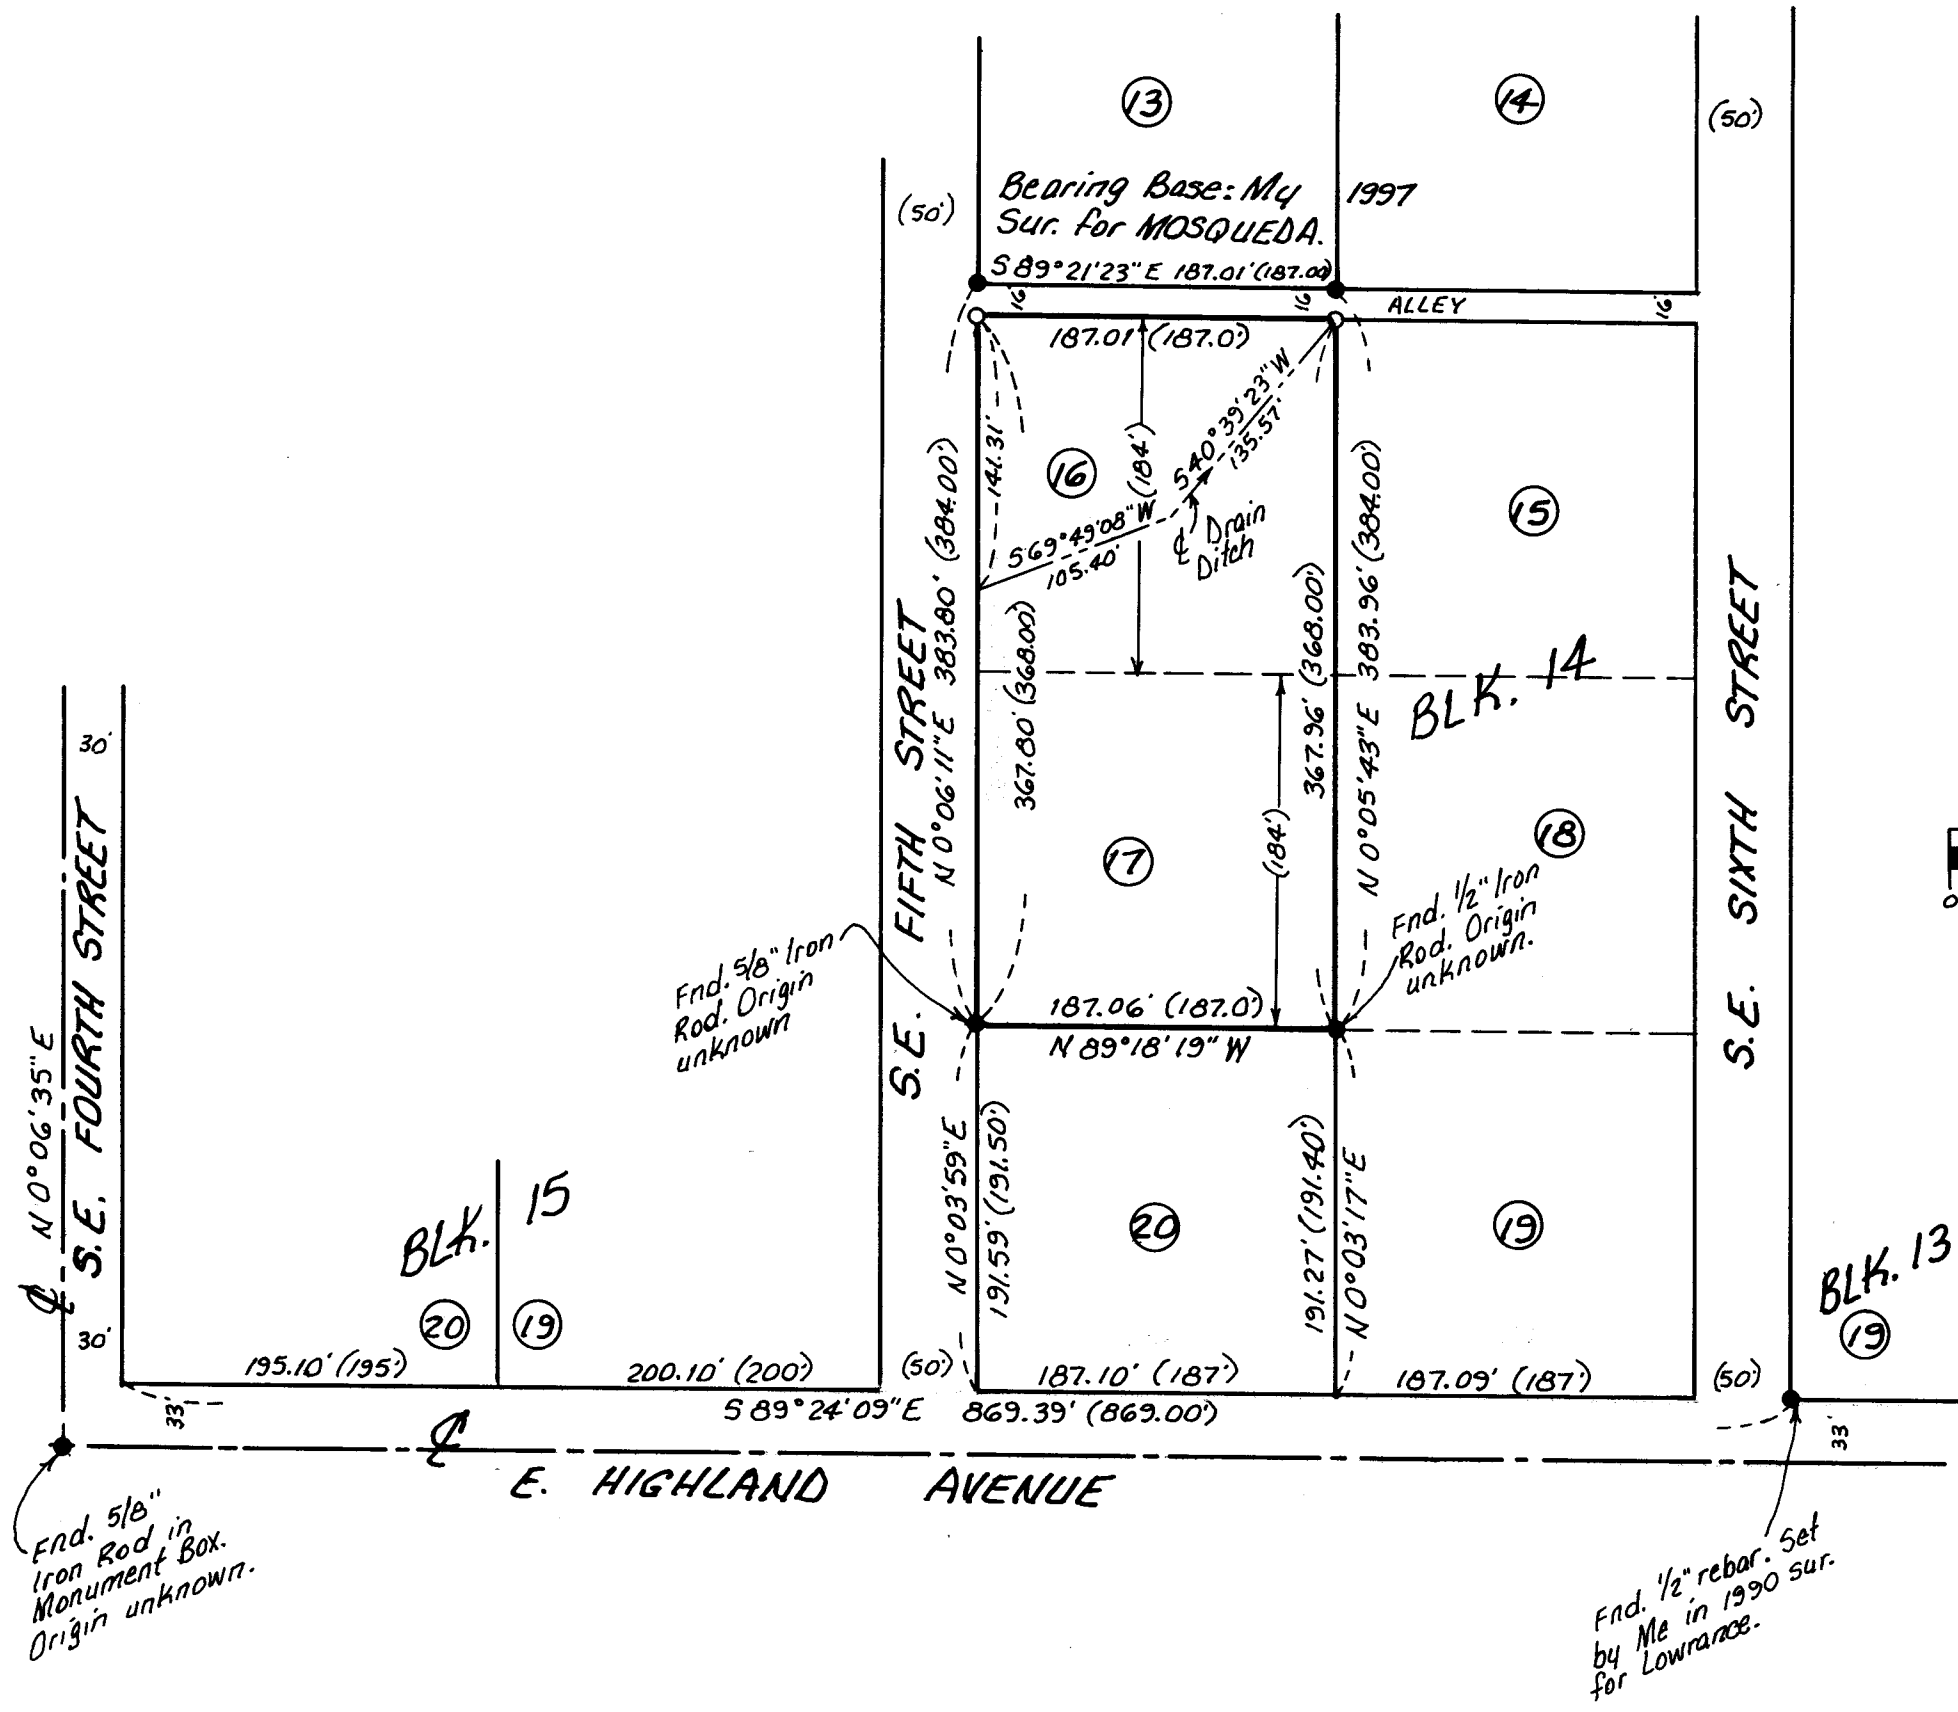 13
14
(50')
Bearing Base: My 1997
Sur. for MOSQUEDA.
(50')
S 89°21'23" E 187.01' (187.00)
16'
16'
ALLEY
16'
187.01' (187.0')
141.31'
(184')
S 40°39'23" W
135.57'
16
15
S 69°49'08" W
105.40'
℄ Drain
Ditch
N 0°06'11" E 383.80' (384.00')
367.80' (368.00')
367.96' (368.00')
N 0°05'43" E 383.96' (384.00')
BLK. 14
S.E. FIFTH STREET
S.E. SIXTH STREET
30'
17
(184')
18
Fnd. 5/8" Iron
Rod. Origin
unknown
Fnd. 1/2" Iron
Rod. Origin
unknown.
0
187.06' (187.0')
N 89°18'19" W
℄ N 0°06'35" E
S.E. FOURTH STREET
N 0°03'59" E
191.59' (191.50')
191.27' (191.40')
N 0°03'17" E
BLK. 15
20
19
BLK. 13
19
30'
20
19
195.10' (195')
200.10' (200')
(50')
187.10' (187')
187.09' (187')
(50')
33'
S 89°24'09" E 869.39' (869.00')
33'
℄
E. HIGHLAND AVENUE
Fnd. 5/8"
Iron Rod in
Monument Box.
Origin unknown.
Fnd. 1/2" rebar. Set
by Me in 1990 sur.
for Lowrance.